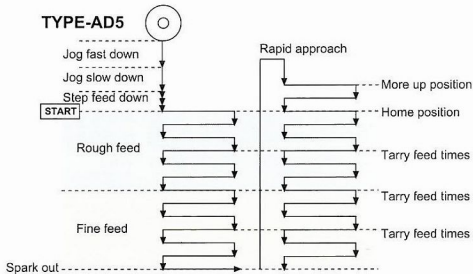 TYPE-AD5
Jog fast down
Jog slow down
Step feed down
START
Rough feed
Fine feed
Spark out
Rapid approach
More up position
Home position
Tarry feed times
Tarry feed times
Tarry feed times